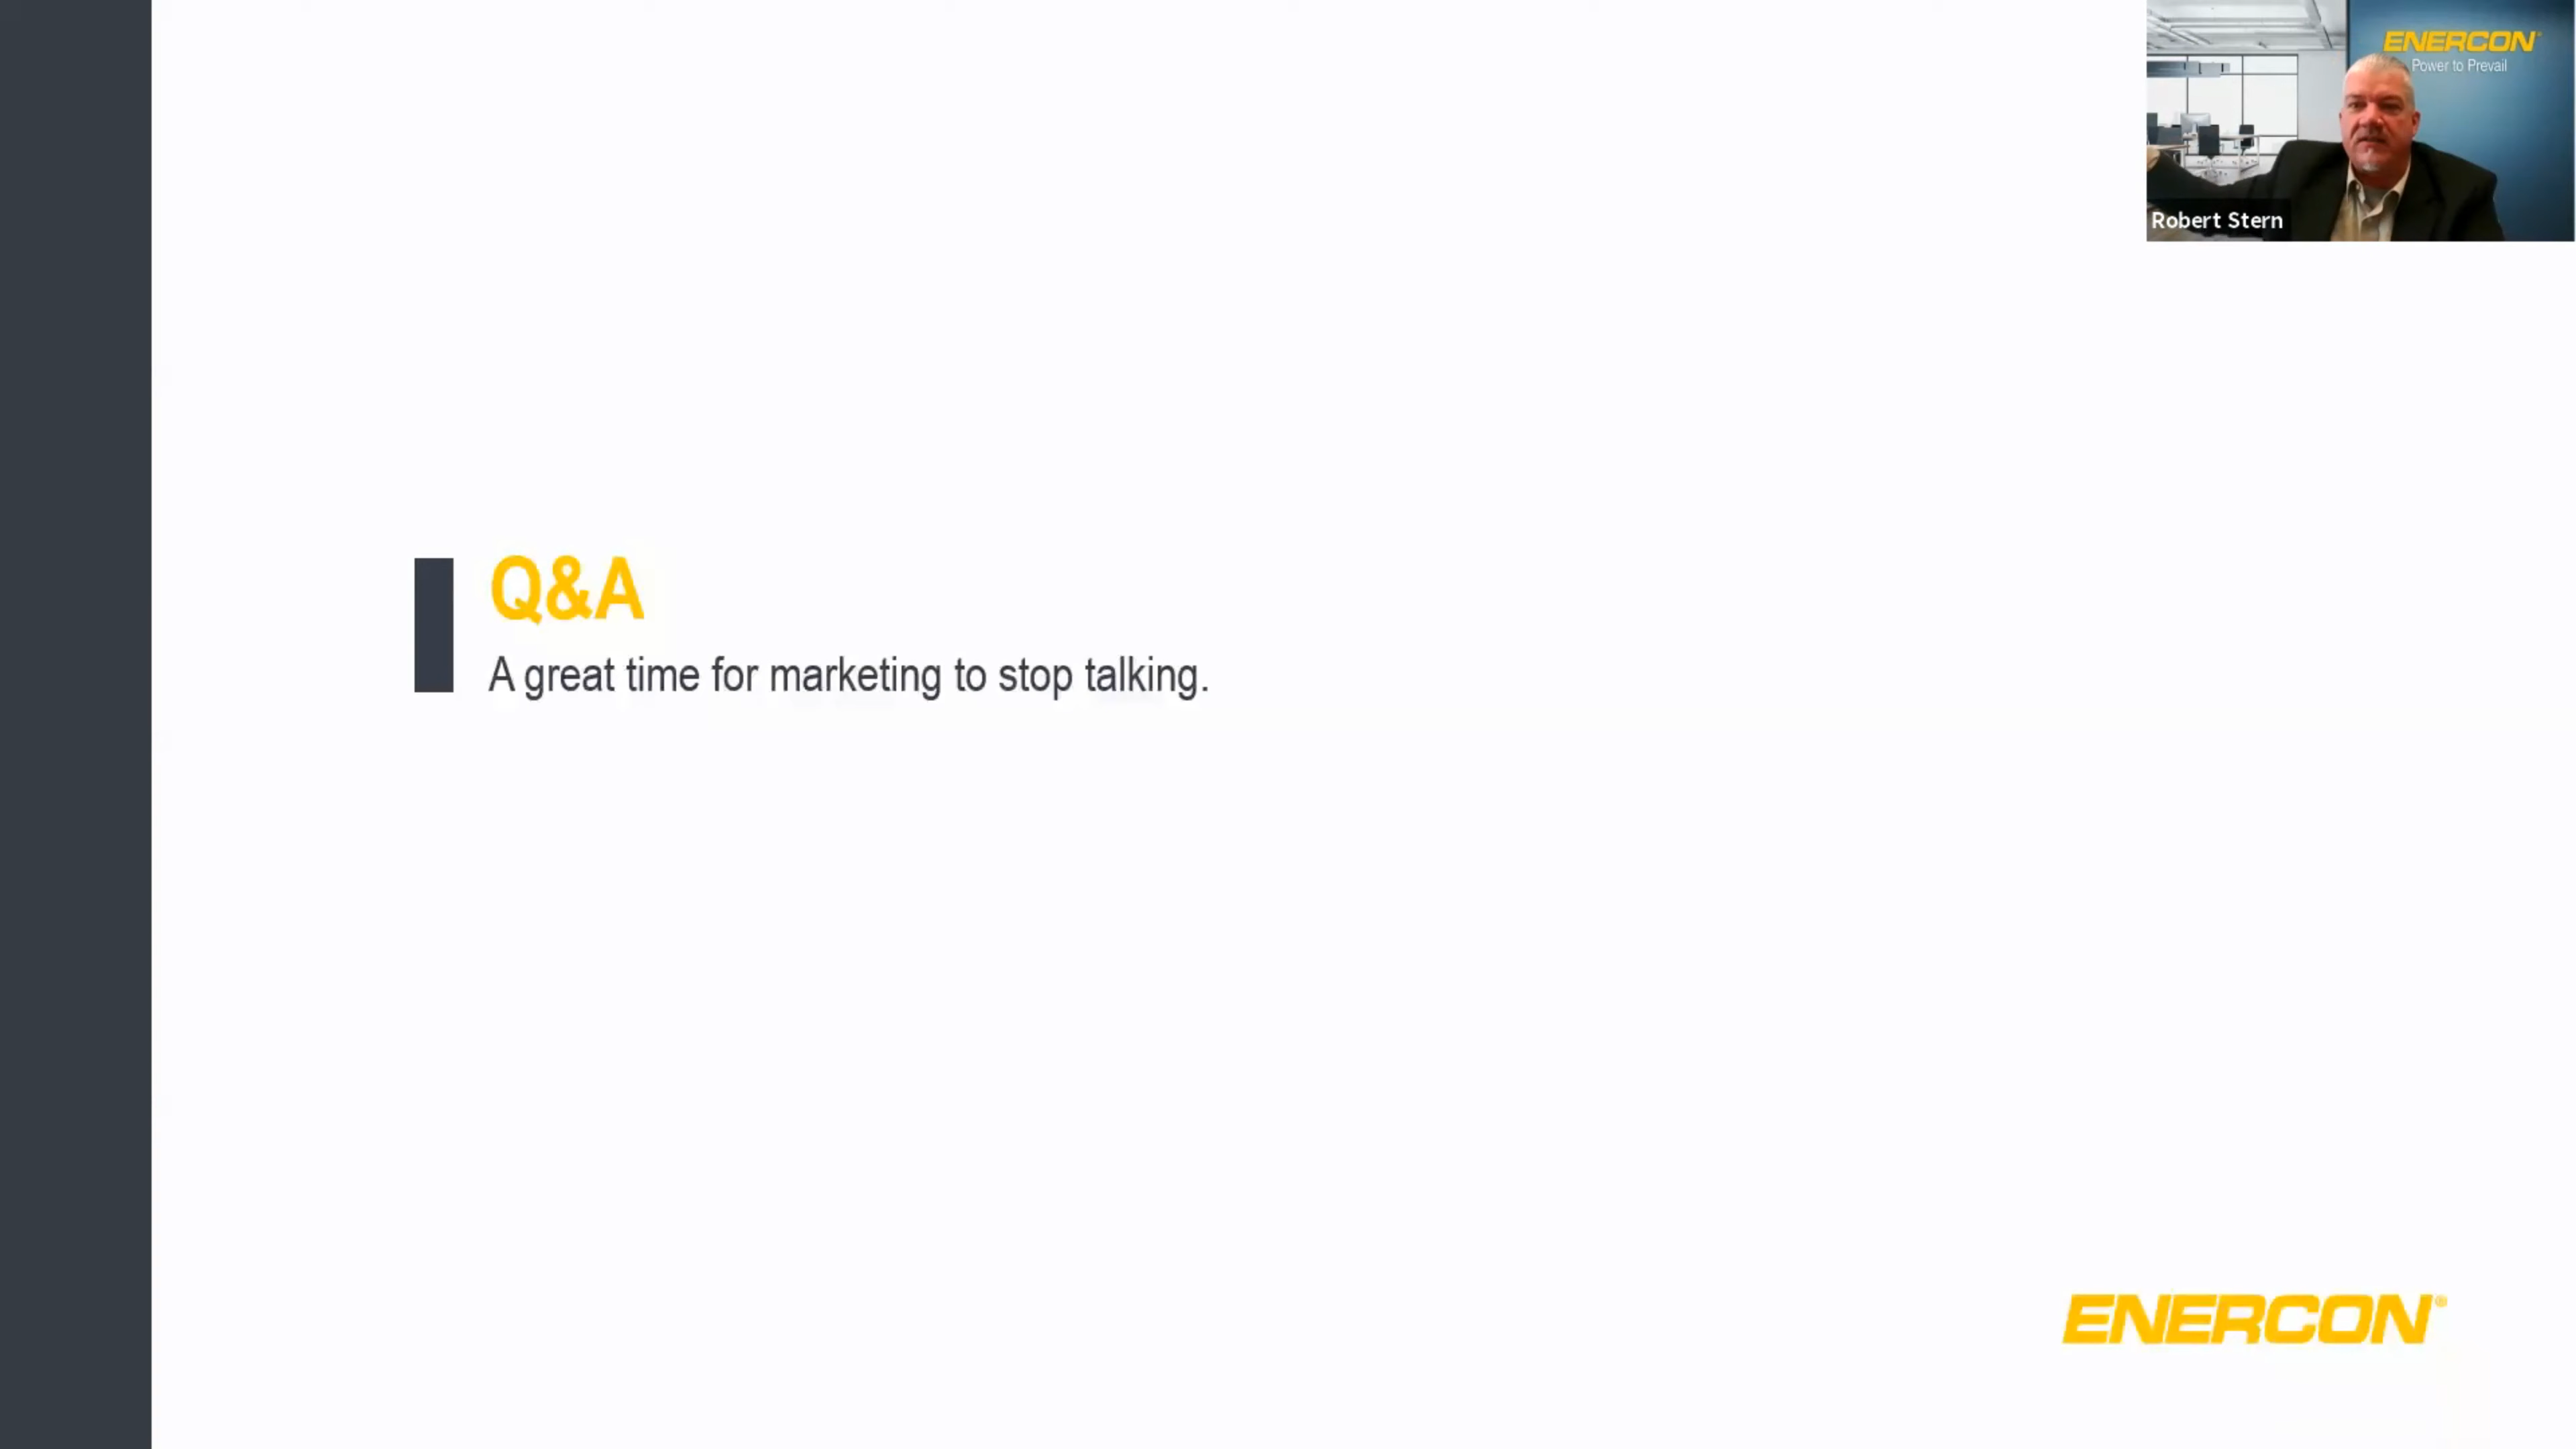 ENERCON®
Power to Prevail
Robert Stern
Q&A
A great time for marketing to stop talking.
ENERCON®